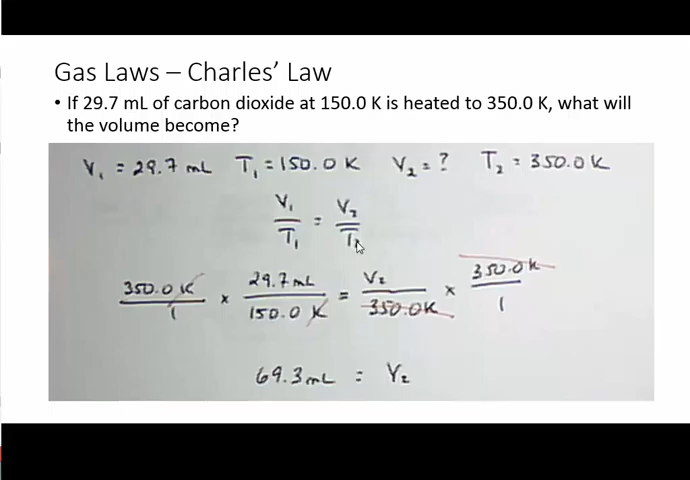 Gas Laws – Charles’ Law
• If 29.7 mL of carbon dioxide at 150.0 K is heated to 350.0 K, what will
the volume become?
V₁ = 29.7 mL T₁ = 150.0 K V₂ = ? T₂ = 350.0 K
V₁/T₁ = V₂/T₂
350.0 K/1 × 29.7 mL/150.0 K = V₂/350.0 K × 350.0 K/1
69.3 mL = V₂